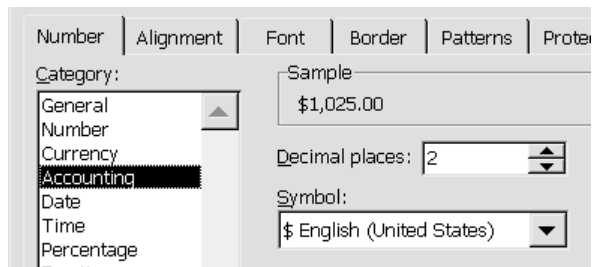 Number Alignment Font Border Patterns
Category:
General
Number
Currency
Accounting
Date
Time
Percentage
Sample
$1,025.00
Decimal places: 2
Symbol:
$ English (United States)